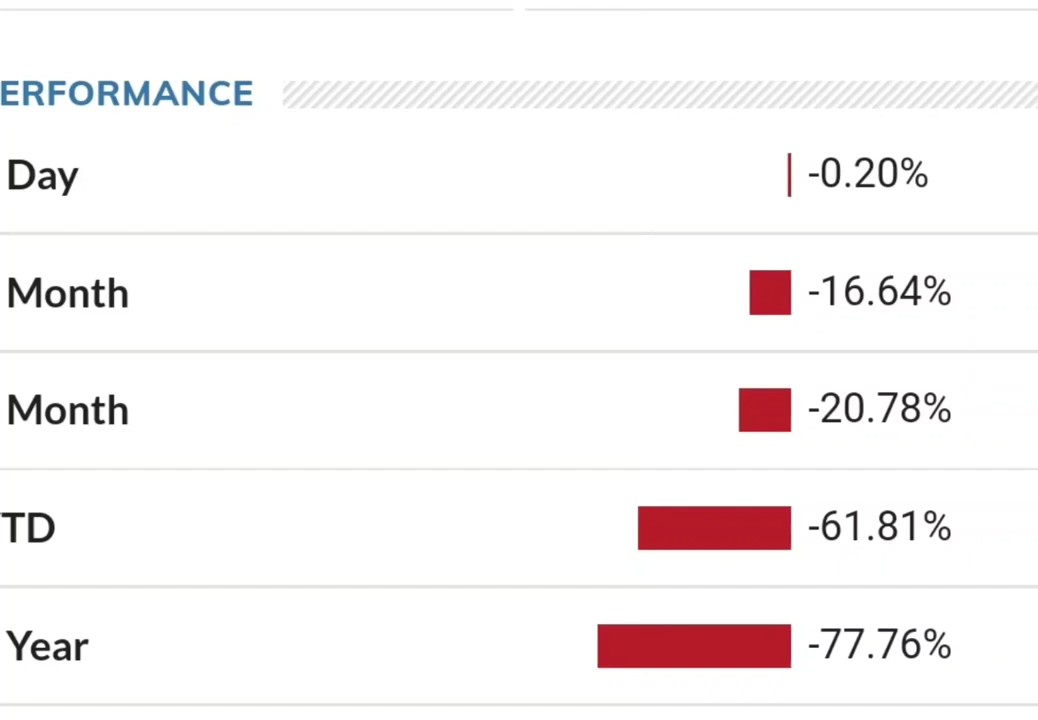 ERFORMANCE
Day -0.20%
Month -16.64%
Month -20.78%
TD -61.81%
Year -77.76%